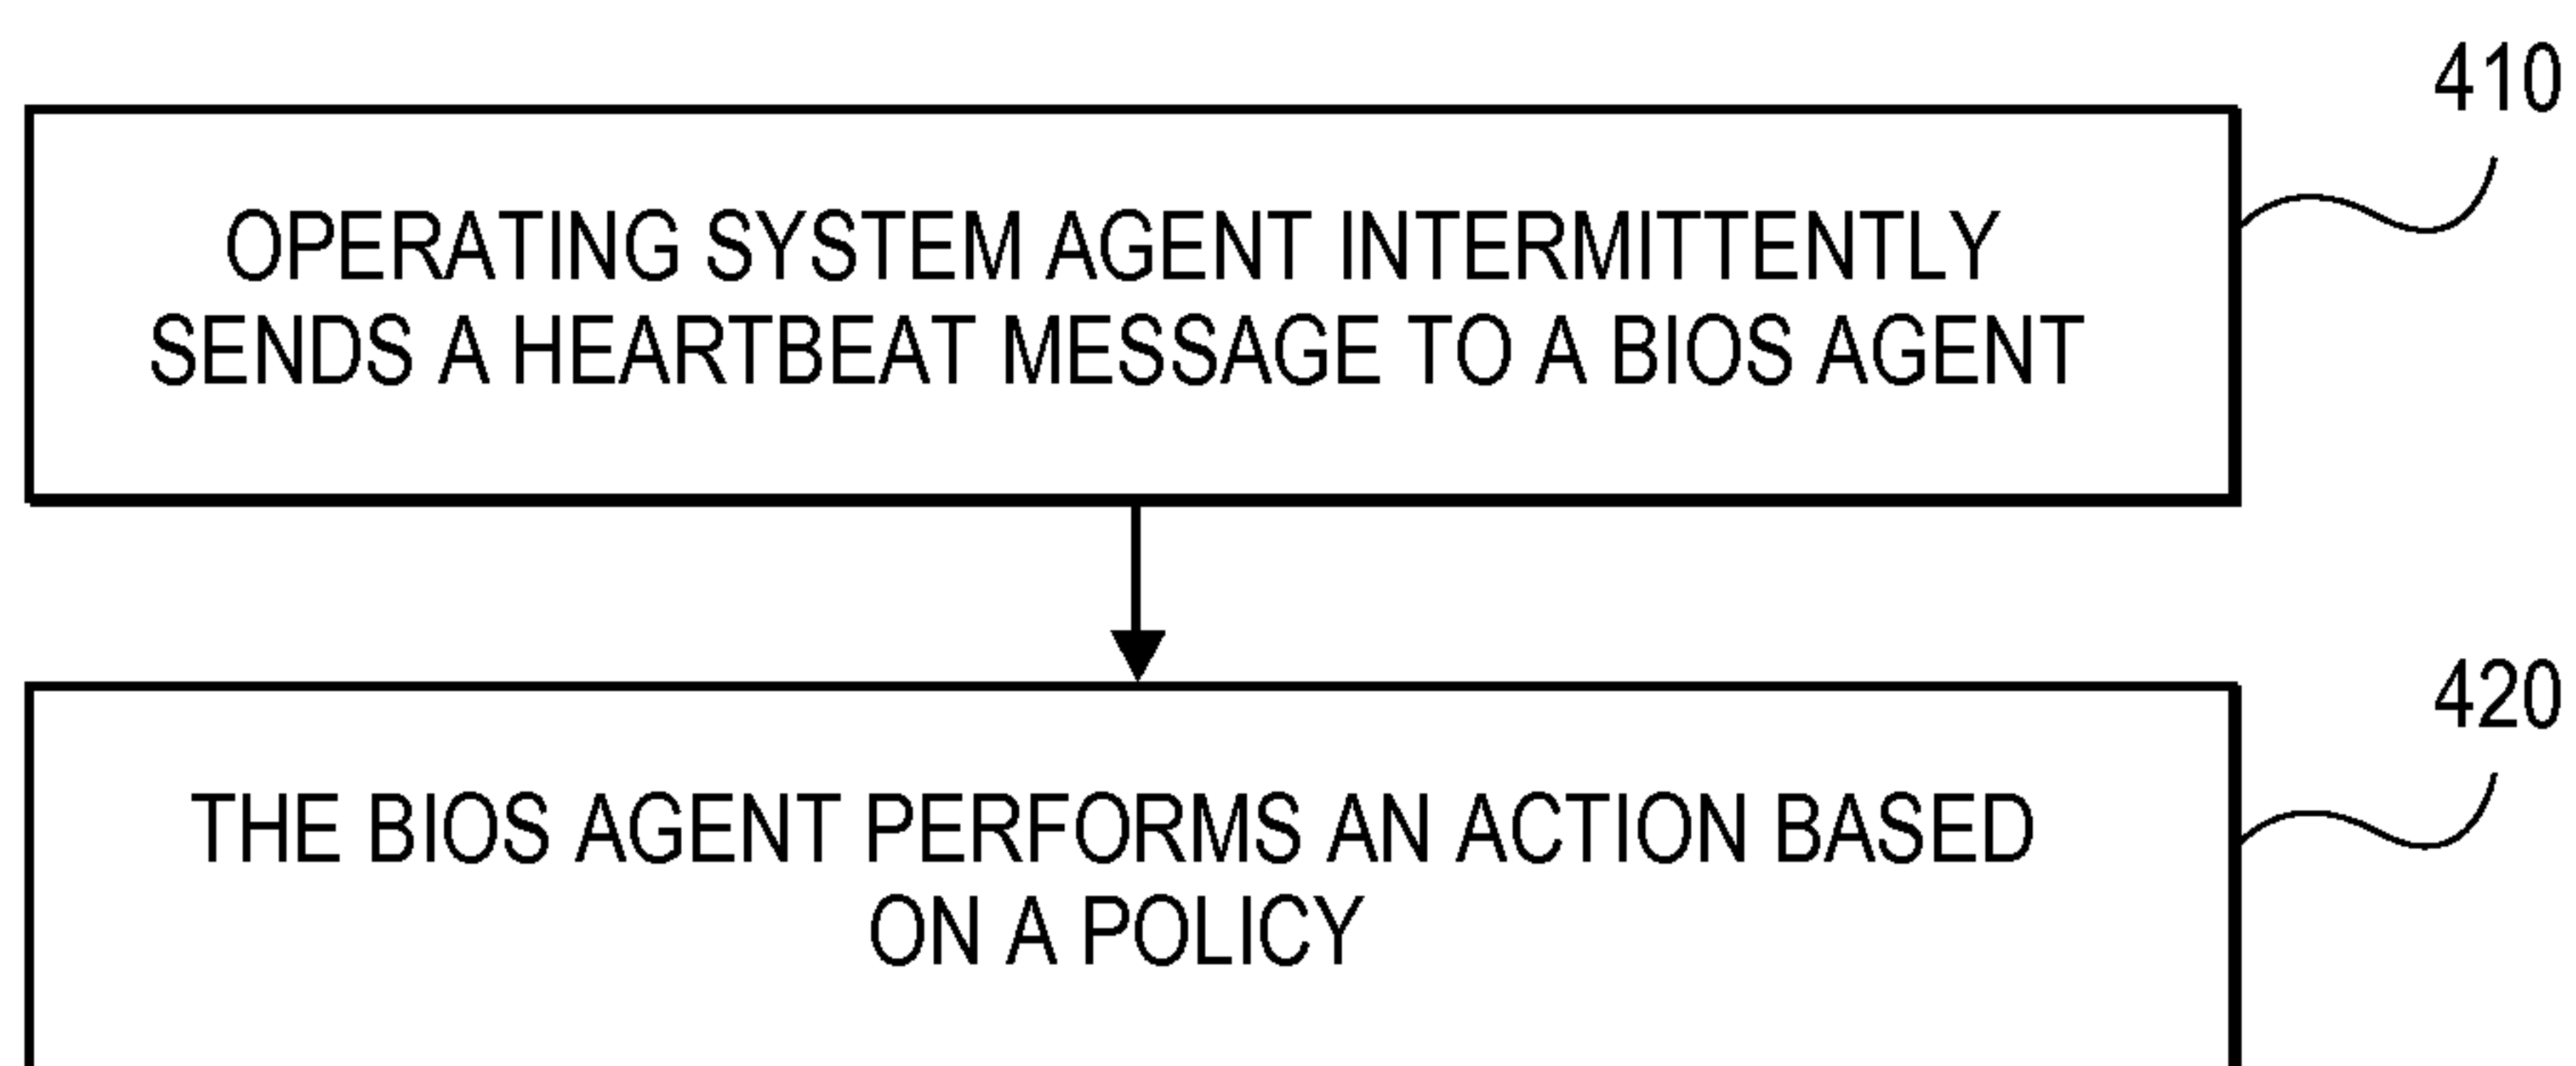 410
OPERATING SYSTEM AGENT INTERMITTENTLY
SENDS A HEARTBEAT MESSAGE TO A BIOS AGENT
420
THE BIOS AGENT PERFORMS AN ACTION BASED
ON A POLICY